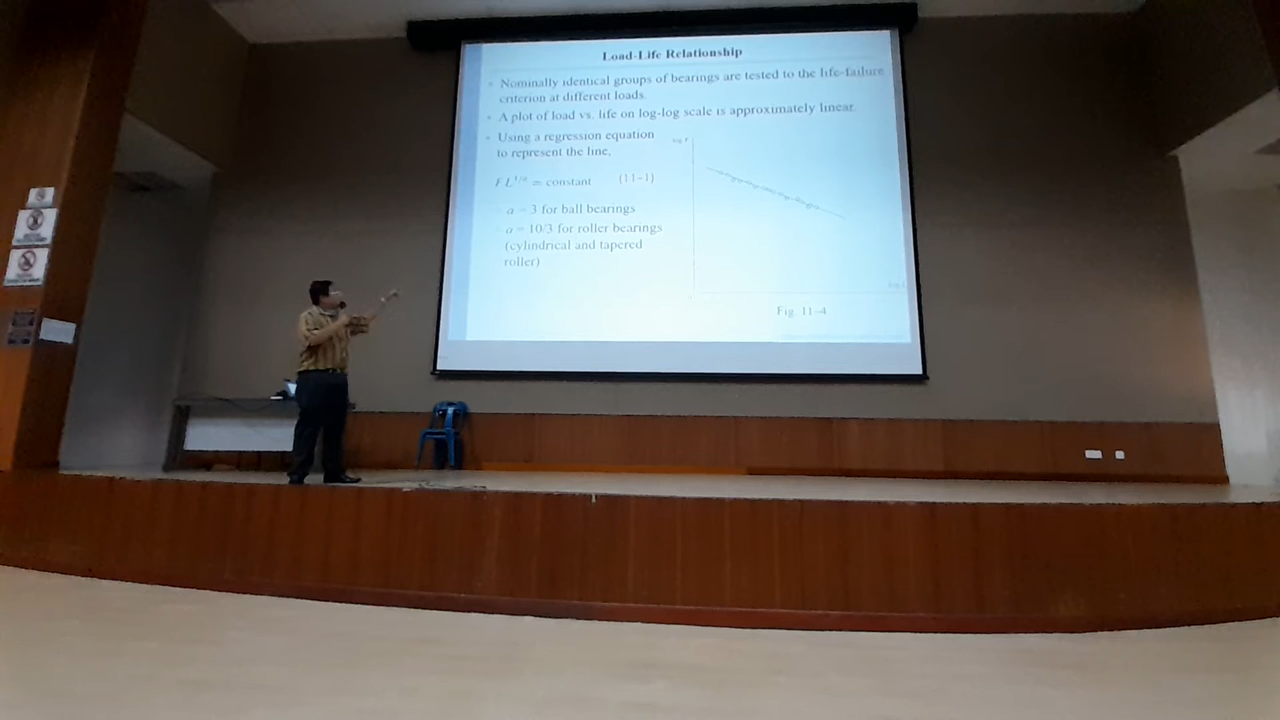 Load-Life Relationship
• Nominally identical groups of bearings are tested to the life-failure
criterion at different loads.
• A plot of load vs. life on log-log scale is approximately linear.
• Using a regression equation
to represent the line,
FL^{1/a} = constant (11–1)
a = 3 for ball bearings
a = 10/3 for roller bearings
(cylindrical and tapered
roller)
log F
log L
Fig. 11–4